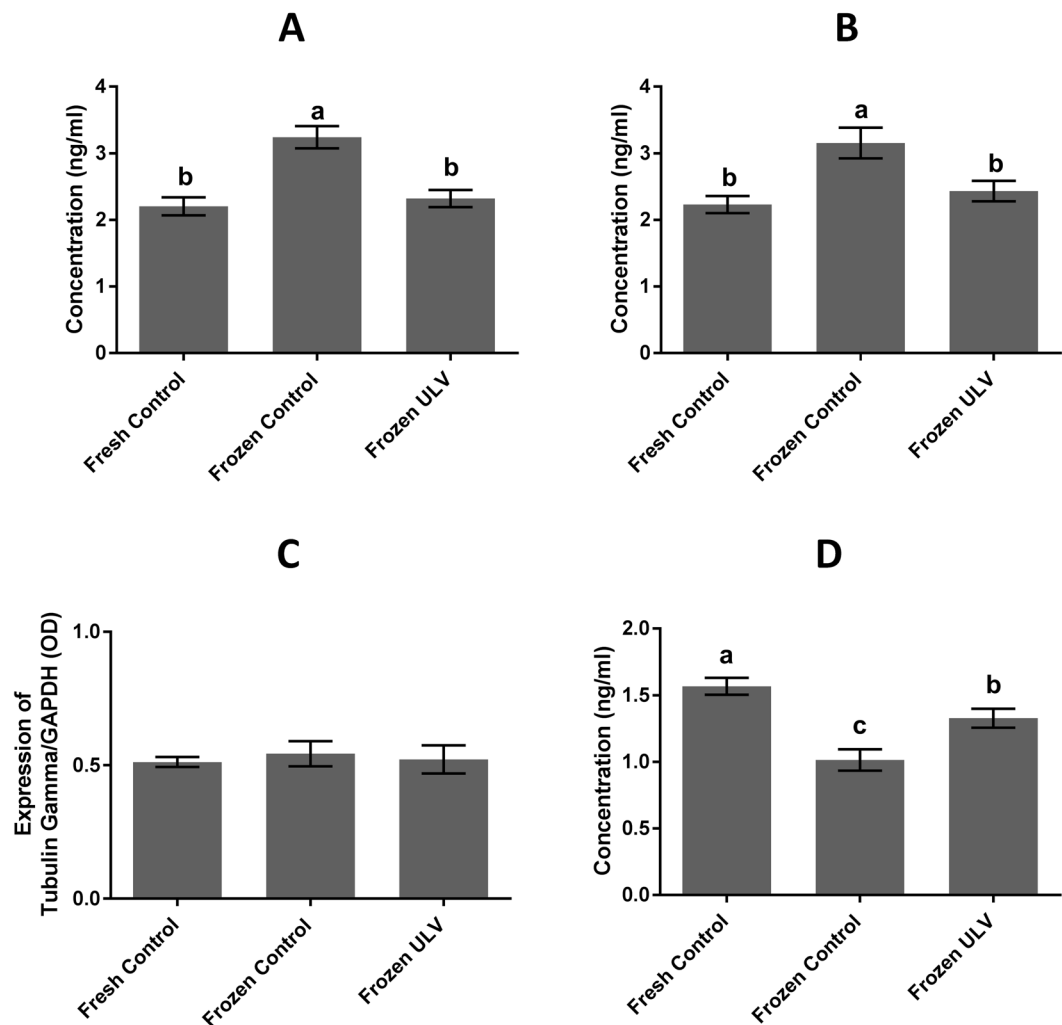 A
Concentration (ng/ml)
4
3
2
1
0
b
a
b
Fresh Control
Frozen Control
Frozen ULV
B
Concentration (ng/ml)
4
3
2
1
0
b
a
b
Fresh Control
Frozen Control
Frozen ULV
C
Expression of
Tubulin Gamma/GAPDH (OD)
1.0
0.5
0.0
Fresh Control
Frozen Control
Frozen ULV
D
Concentration (ng/ml)
2.0
1.5
1.0
0.5
0.0
a
c
b
Fresh Control
Frozen Control
Frozen ULV